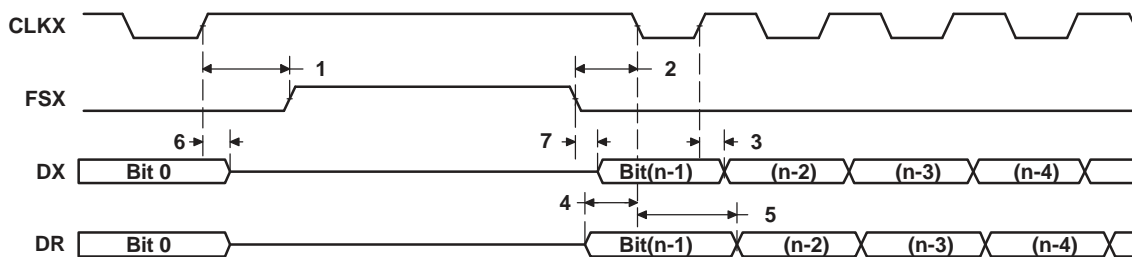 CLKX
1 2
FSX
6 7 3
DX Bit 0 Bit(n-1) (n-2) (n-3) (n-4)
4 5
DR Bit 0 Bit(n-1) (n-2) (n-3) (n-4)